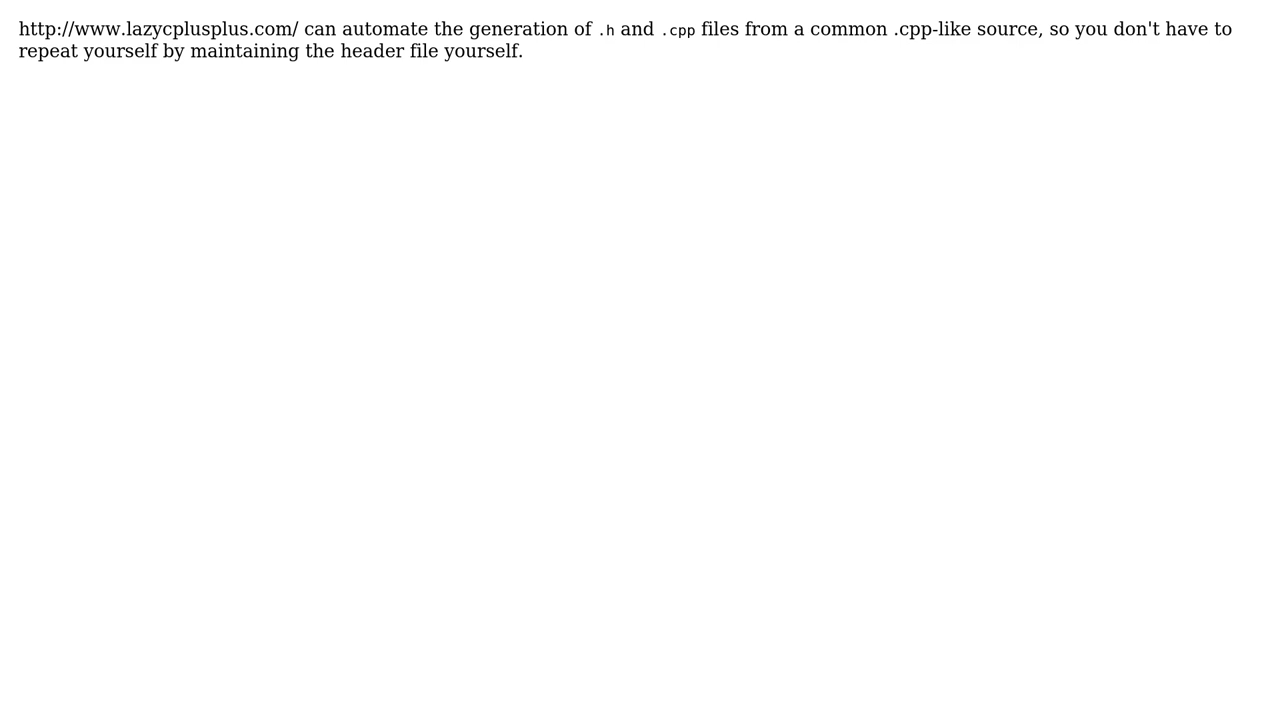 http://www.lazycplusplus.com/ can automate the generation of .h and .cpp files from a common .cpp-like source, so you don't have to
repeat yourself by maintaining the header file yourself.